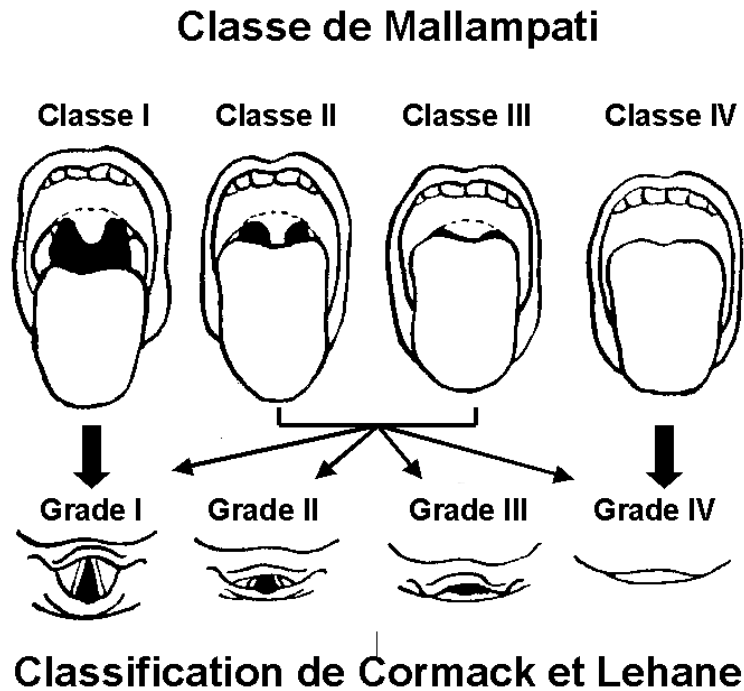 Classe de Mallampati
Classe I Classe II Classe III Classe IV
Grade I Grade II Grade III Grade IV
Classification de Cormack et Lehane